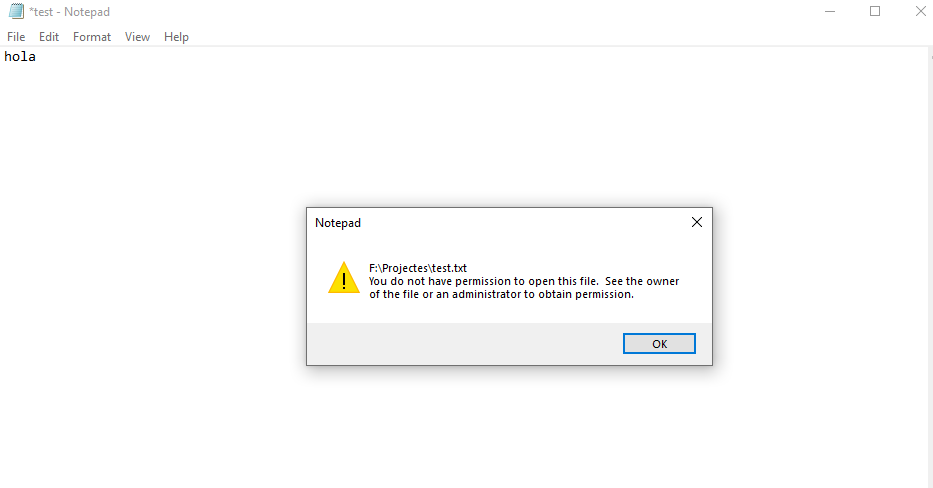 *test - Notepad
File Edit Format View Help
hola
Notepad
F:\Projectes\test.txt
You do not have permission to open this file.  See the owner
of the file or an administrator to obtain permission.
OK